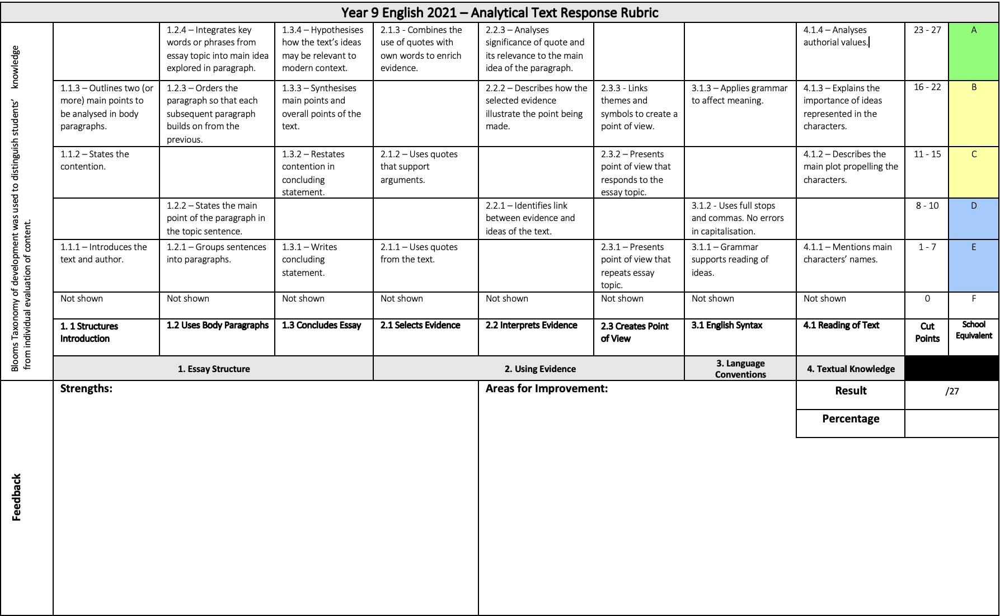 Year 9 English 2021 – Analytical Text Response Rubric
Blooms Taxonomy of development was used to distinguish students’ knowledge
from individual evaluation of content.
1.2.4 – Integrates key
words or phrases from
essay topic into main idea
explored in paragraph.
1.3.4 – Hypothesises
how the text’s ideas
may be relevant to
modern context.
2.1.3 - Combines the
use of quotes with
own words to enrich
evidence.
2.2.3 – Analyses
significance of quote and
its relevance to the main
idea of the paragraph.
4.1.4 – Analyses
authorial values.
23 - 27
A
1.1.3 – Outlines two (or
more) main points to
be analysed in body
paragraphs.
1.2.3 – Orders the
paragraph so that each
subsequent paragraph
builds on from the
previous.
1.3.3 – Synthesises
main points and
overall points of the
text.
2.2.2 – Describes how the
selected evidence
illustrate the point being
made.
2.3.3 - Links
themes and
symbols to create a
point of view.
3.1.3 – Applies grammar
to affect meaning.
4.1.3 – Explains the
importance of ideas
represented in the
characters.
16 - 22
B
1.1.2 – States the
contention.
1.3.2 – Restates
contention in
concluding
statement.
2.1.2 – Uses quotes
that support
arguments.
2.3.2 – Presents
point of view that
responds to the
essay topic.
4.1.2 – Describes the
main plot propelling the
characters.
11 - 15
C
1.2.2 – States the main
point of the paragraph in
the topic sentence.
2.2.1 – Identifies link
between evidence and
ideas of the text.
3.1.2 - Uses full stops
and commas. No errors
in capitalisation.
8 - 10
D
1.1.1 – Introduces the
text and author.
1.2.1 – Groups sentences
into paragraphs.
1.3.1 – Writes
concluding
statement.
2.1.1 – Uses quotes
from the text.
2.3.1 – Presents
point of view that
repeats essay
topic.
3.1.1 – Grammar
supports reading of
ideas.
4.1.1 – Mentions main
characters’ names.
1 - 7
E
Not shown
Not shown
Not shown
Not shown
Not shown
Not shown
Not shown
Not shown
0
F
1. 1 Structures
Introduction
1.2 Uses Body Paragraphs
1.3 Concludes Essay
2.1 Selects Evidence
2.2 Interprets Evidence
2.3 Creates Point
of View
3.1 English Syntax
4.1 Reading of Text
Cut
Points
School
Equivalent
1. Essay Structure
2. Using Evidence
3. Language
Conventions
4. Textual Knowledge
Feedback
Strengths:
Areas for Improvement:
Result
/27
Percentage